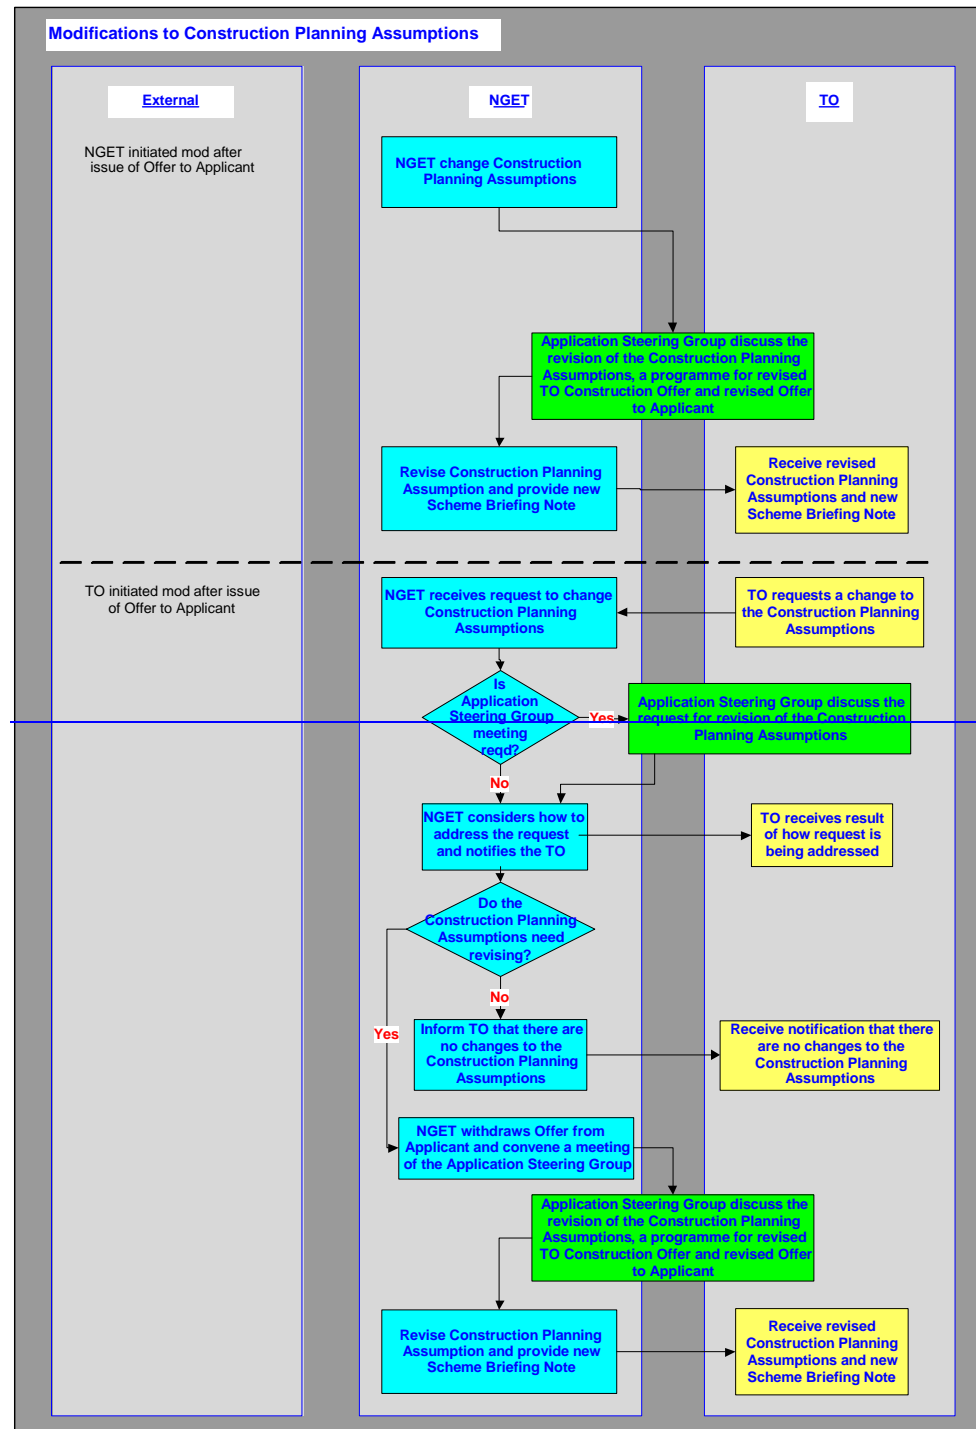 Modifications to Construction Planning Assumptions
External
NGET
TO
NGET initiated mod after
issue of Offer to Applicant
NGET change Construction
Planning Assumptions
Application Steering Group discuss the
revision of the Construction Planning
Assumptions, a programme for revised
TO Construction Offer and revised Offer
to Applicant
Revise Construction Planning
Assumption and provide new
Scheme Briefing Note
Receive revised
Construction Planning
Assumptions and new
Scheme Briefing Note
TO initiated mod after issue
of Offer to Applicant
NGET receives request to change
Construction Planning
Assumptions
TO requests a change to
the Construction Planning
Assumptions
Is
Application
Steering Group
meeting
reqd?
Yes
Application Steering Group discuss the
request for revision of the Construction
Planning Assumptions
No
NGET considers how to
address the request
and notifies the TO
TO receives result
of how request is
being addressed
Do the
Construction Planning
Assumptions need
revising?
No
Yes
Inform TO that there are
no changes to the
Construction Planning
Assumptions
Receive notification that there
are no changes to the
Construction Planning
Assumptions
NGET withdraws Offer from
Applicant and convene a meeting
of the Application Steering Group
Application Steering Group discuss the
revision of the Construction Planning
Assumptions, a programme for revised
TO Construction Offer and revised Offer
to Applicant
Revise Construction Planning
Assumption and provide new
Scheme Briefing Note
Receive revised
Construction Planning
Assumptions and new
Scheme Briefing Note